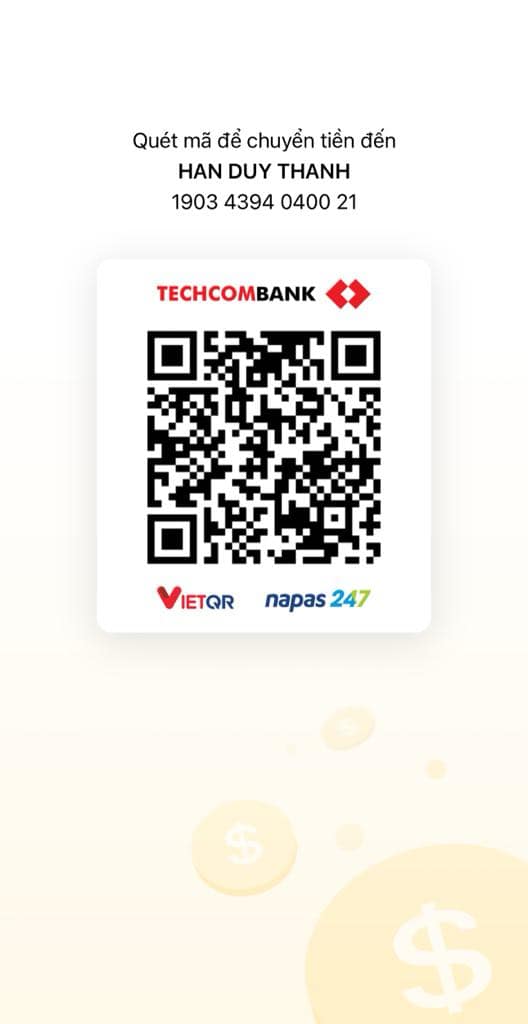 Quét mã để chuyển tiền đến
HAN DUY THANH
1903 4394 0400 21
TECHCOMBANK
VIETQR napas 247
$
$
$